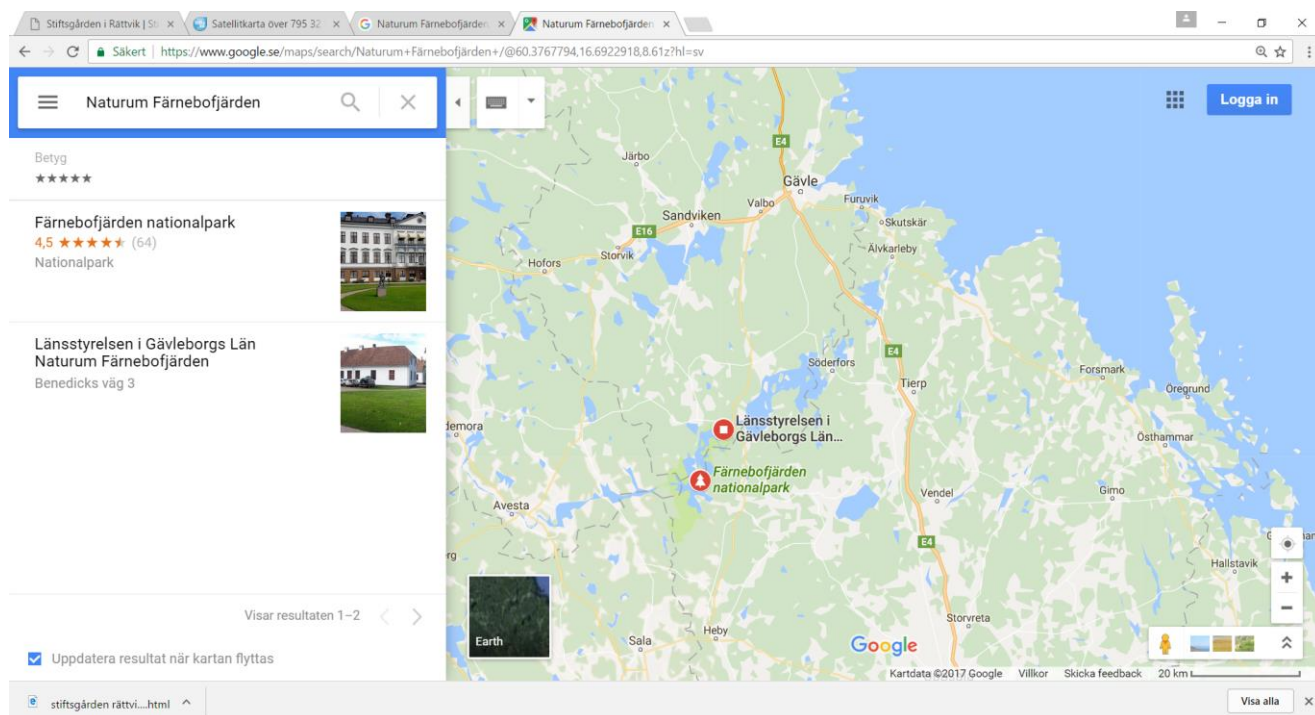 Stiftsgården i Rättvik | Sti
Satellitkarta över 795 32
Naturum Färnebofjärden
Naturum Färnebofjärden
Säkert | https://www.google.se/maps/search/Naturum+Färnebofjärden+/@60.3767794,16.6922918,8.61z?hl=sv
Naturum Färnebofjärden
Logga in
Betyg
★★★★★
Färnebofjärden nationalpark
4,5 ★★★★★ (64)
Nationalpark
Länsstyrelsen i Gävleborgs Län
Naturum Färnebofjärden
Benedicks väg 3
Visar resultaten 1–2
Uppdatera resultat när kartan flyttas
E4
Järbo
Gävle
Valbo
Furuvik
Sandviken
Skutskär
E16
Älvkarleby
Storvik
Hofors
Söderfors
E4
Tierp
Forsmark
Öregrund
demora
Länsstyrelsen i
Gävleborgs Län...
Östhammar
Färnebofjärden
nationalpark
Vendel
Gimo
Avesta
E4
rg
Hallstavik
Storvreta
Heby
Sala
Earth
Google
Kartdata ©2017 Google Villkor Skicka feedback 20 km
stiftsgården rättvi....html
Visa alla